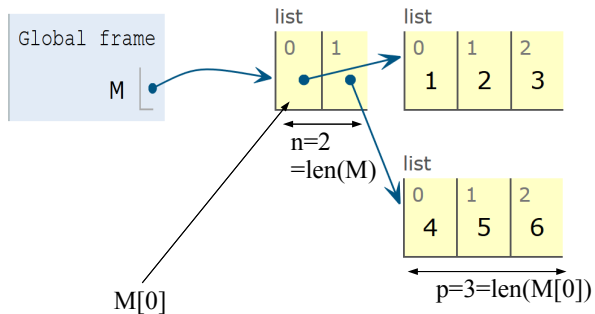 Global frame
M
list
0 1
n=2
=len(M)
list
0 1 2
1 2 3
list
0 1 2
4 5 6
p=3=len(M[0])
M[0]